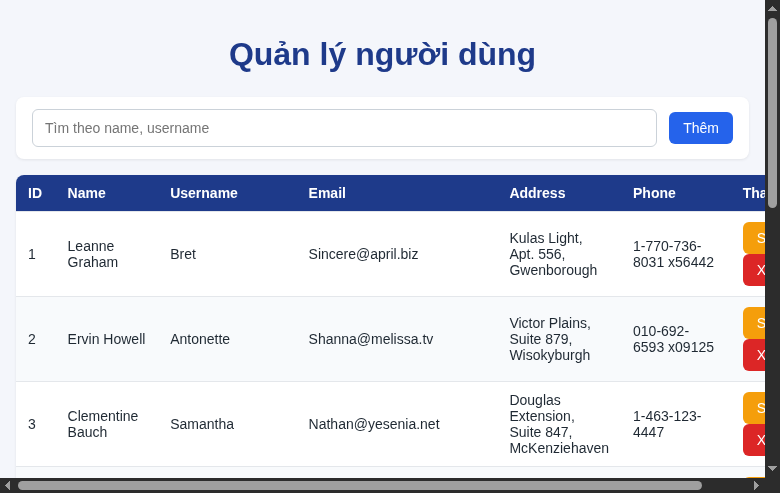 Quản lý người dùng
Tìm theo name, username Thêm
ID Name Username Email Address Phone
1 Leanne Graham Bret Sincere@april.biz Kulas Light, Apt. 556, Gwenborough 1-770-736-8031 x56442
2 Ervin Howell Antonette Shanna@melissa.tv Victor Plains, Suite 879, Wisokyburgh 010-692-6593 x09125
3 Clementine Bauch Samantha Nathan@yesenia.net Douglas Extension, Suite 847, McKenziehaven 1-463-123-4447